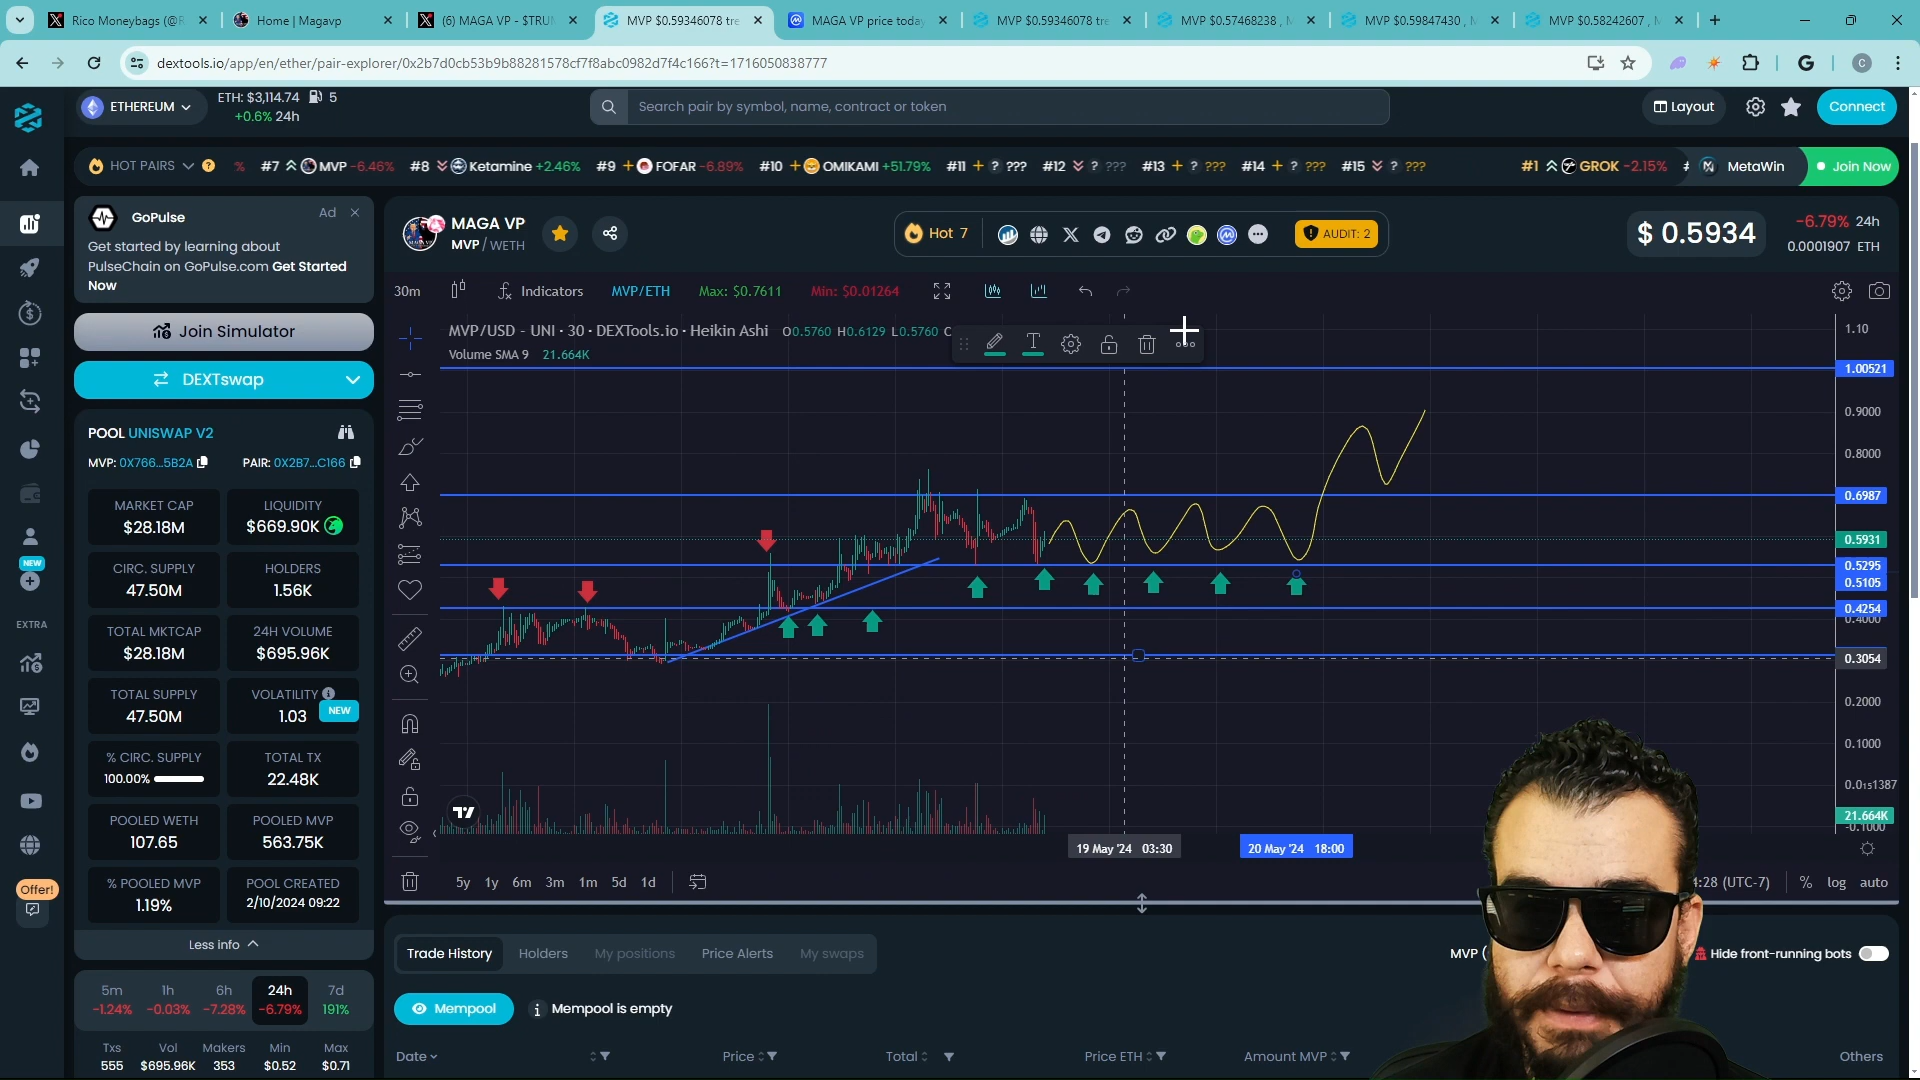 Rico Moneybags (@R
Home | Magavp
(6) MAGA VP - $TRU
MVP $0.59346078 tre
MAGA VP price today
MVP $0.59346078 tre
MVP $0.57468238 , M
MVP $0.59847430 , M
MVP $0.58242607 , M
dextools.io/app/en/ether/pair-explorer/0x2b7d0cb53b9b88281578cf7f8abc0982d7f4c166?t=1716050838777
ETHEREUM
ETH: $3,114.74 5
+0.6% 24h
Search pair by symbol, name, contract or token
Layout
Connect
HOT PAIRS ? % #7 MVP -6.46% #8 Ketamine +2.46% #9 FOFAR -6.89% #10 OMIKAMI +51.79% #11 ? ??? #12 ? ??? #13 ? ??? #14 ? ??? #15 ? ??? #1 GROK -2.15%
MetaWin
Join Now
GoPulse
Ad
Get started by learning about
PulseChain on GoPulse.com Get Started
Now
Join Simulator
DEXTswap
MAGA VP
MVP / WETH
Hot 7
AUDIT: 2
$ 0.5934
-6.79% 24h
0.0001907 ETH
30m
Indicators
MVP/ETH
Max: $0.7611
Min: $0.01264
MVP/USD - UNI · 30 · DEXTools.io · Heikin Ashi O0.5760 H0.6129 L0.5760 C
Volume SMA 9 21.664K
1.10
1.00521
0.9000
0.8000
0.6987
0.5931
0.5295
0.5105
0.4254
0.4000
0.3054
0.2000
0.1000
21.664K
-0.1000
19 May '24 03:30
20 May '24 18:00
5y 1y 6m 3m 1m 5d 1d
4:28 (UTC-7)
% log auto
POOL UNISWAP V2
MVP: 0X766...5B2A
PAIR: 0X2B7...C166
MARKET CAP
$28.18M
LIQUIDITY
$669.90K
CIRC. SUPPLY
47.50M
HOLDERS
1.56K
TOTAL MKTCAP
$28.18M
24H VOLUME
$695.96K
TOTAL SUPPLY
47.50M
VOLATILITY
1.03
NEW
% CIRC. SUPPLY
100.00%
TOTAL TX
22.48K
POOLED WETH
107.65
POOLED MVP
563.75K
% POOLED MVP
1.19%
POOL CREATED
2/10/2024 09:22
Less info
5m 1h 6h 24h 7d
-1.24% -0.03% -7.28% -6.79% 191%
Txs Vol Makers Min Max
555 $695.96K 353 $0.52 $0.71
NEW
EXTRA
Offer!
Trade History
Holders
My positions
Price Alerts
My swaps
MVP (
Hide front-running bots
Mempool
Mempool is empty
Date
Price
Total
Price ETH
Amount MVP
Others